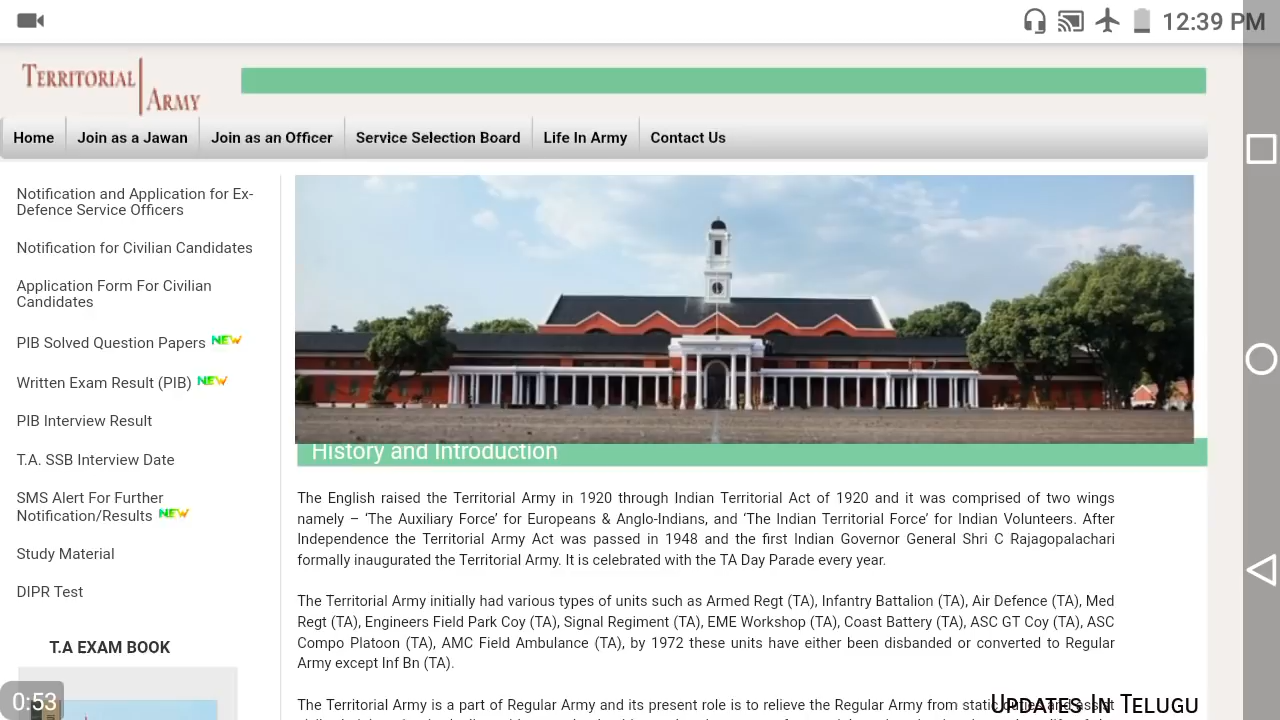 12:39 PM
TERRITORIAL
ARMY
Home
Join as a Jawan
Join as an Officer
Service Selection Board
Life In Army
Contact Us
Notification and Application for Ex-
Defence Service Officers
Notification for Civilian Candidates
Application Form For Civilian
Candidates
PIB Solved Question Papers NEW
Written Exam Result (PIB) NEW
PIB Interview Result
T.A. SSB Interview Date
SMS Alert For Further
Notification/Results NEW
Study Material
DIPR Test
T.A EXAM BOOK
History and Introduction
The English raised the Territorial Army in 1920 through Indian Territorial Act of 1920 and it was comprised of two wings
namely – ‘The Auxiliary Force’ for Europeans & Anglo-Indians, and ‘The Indian Territorial Force’ for Indian Volunteers. After
Independence the Territorial Army Act was passed in 1948 and the first Indian Governor General Shri C Rajagopalachari
formally inaugurated the Territorial Army. It is celebrated with the TA Day Parade every year.
The Territorial Army initially had various types of units such as Armed Regt (TA), Infantry Battalion (TA), Air Defence (TA), Med
Regt (TA), Engineers Field Park Coy (TA), Signal Regiment (TA), EME Workshop (TA), Coast Battery (TA), ASC GT Coy (TA), ASC
Compo Platoon (TA), AMC Field Ambulance (TA), by 1972 these units have either been disbanded or converted to Regular
Army except Inf Bn (TA).
The Territorial Army is a part of Regular Army and its present role is to relieve the Regular Army from static duties and assist
0:53
UPDATES IN TELUGU